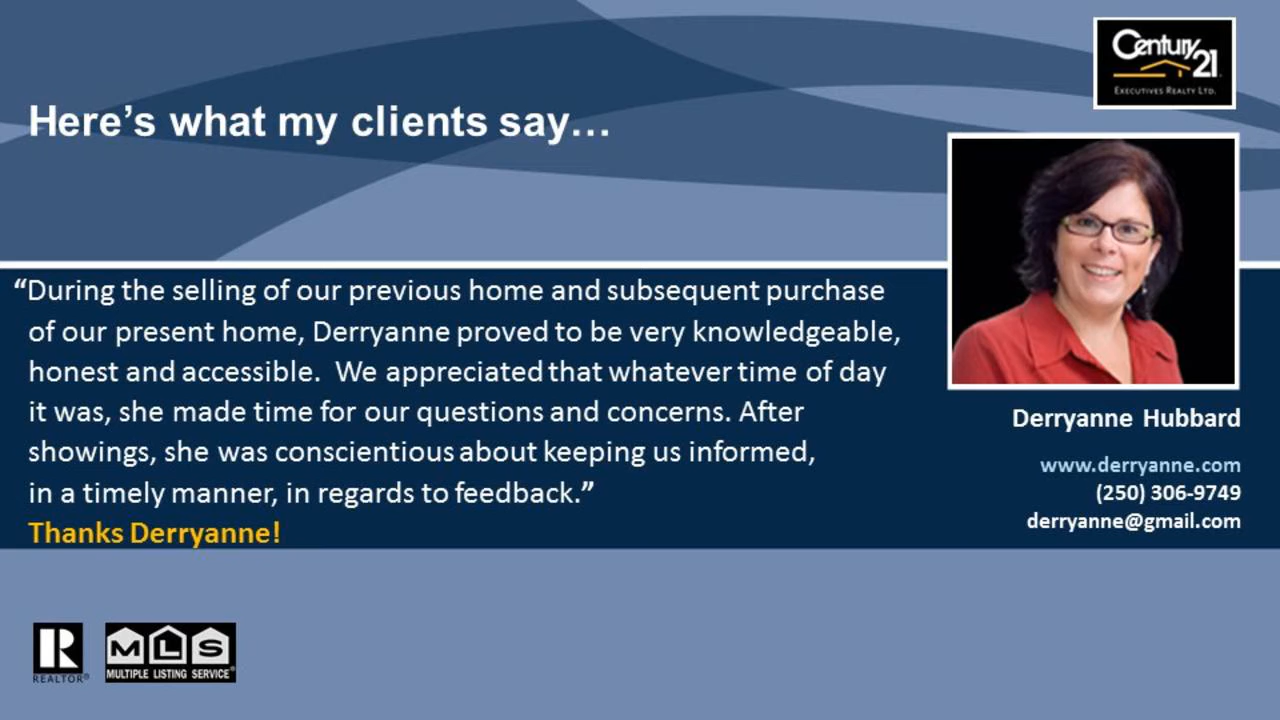 Century 21
EXECUTIVES REALTY LTD.
Here's what my clients say…
“During the selling of our previous home and subsequent purchase
of our present home, Derryanne proved to be very knowledgeable,
honest and accessible.  We appreciated that whatever time of day
it was, she made time for our questions and concerns. After
showings, she was conscientious about keeping us informed,
in a timely manner, in regards to feedback.”
Thanks Derryanne!
Derryanne Hubbard
www.derryanne.com
(250) 306-9749
derryanne@gmail.com
R
REALTOR®
MLS
MULTIPLE LISTING SERVICE®